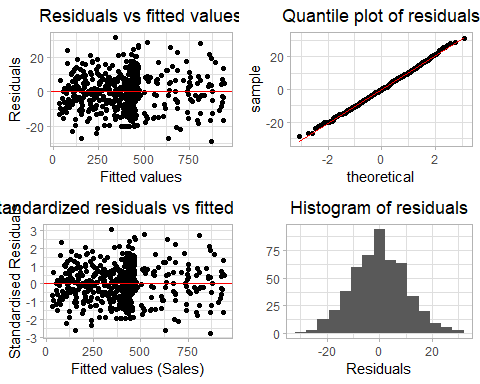 Residuals vs fitted values
20
0
-20
Residuals
0 250 500 750
Fitted values
Quantile plot of residuals
20
0
-20
sample
-2 0 2
theoretical
tandardized residuals vs fitted
3
2
1
0
-1
-2
-3
Standardised Residuals
0 250 500 750
Fitted values (Sales)
Histogram of residuals
75
50
25
0
-20 0 20
Residuals